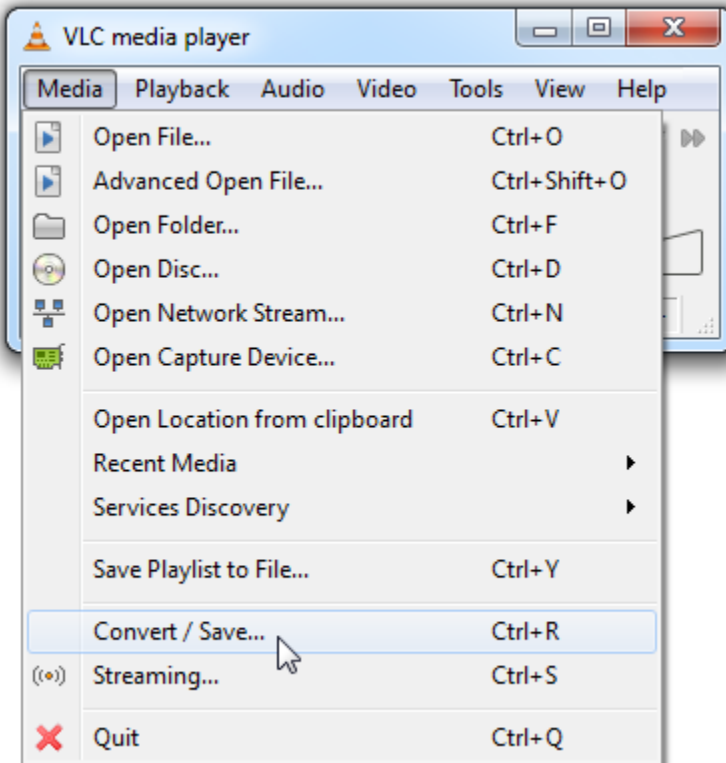 VLC media player
Media Playback Audio Video Tools View Help
Open File... Ctrl+O
Advanced Open File... Ctrl+Shift+O
Open Folder... Ctrl+F
Open Disc... Ctrl+D
Open Network Stream... Ctrl+N
Open Capture Device... Ctrl+C
Open Location from clipboard Ctrl+V
Recent Media
Services Discovery
Save Playlist to File... Ctrl+Y
Convert / Save... Ctrl+R
Streaming... Ctrl+S
Quit Ctrl+Q